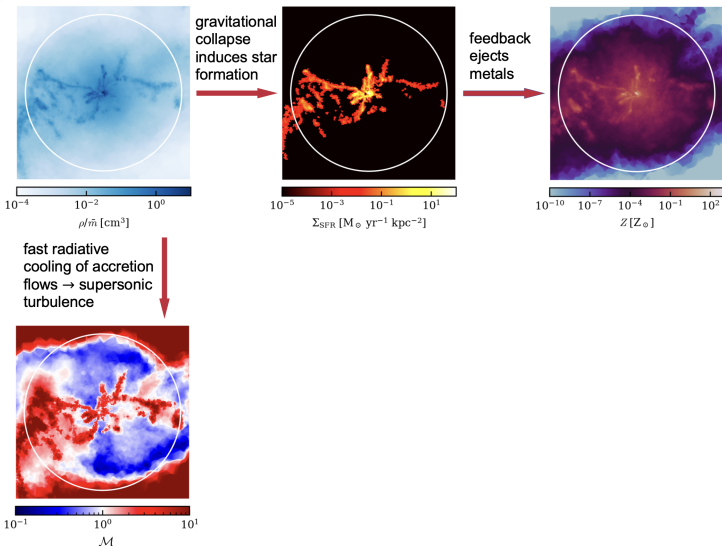 gravitational
collapse
induces star
formation
feedback
ejects
metals
10⁻⁴ 10⁻² 10⁰
ρ/m̄ [cm³]
10⁻⁵ 10⁻³ 10⁻¹ 10¹
Σ_SFR [M⊙ yr⁻¹ kpc⁻²]
10⁻¹⁰ 10⁻⁷ 10⁻⁴ 10⁻¹ 10²
Z [Z⊙]
fast radiative
cooling of accretion
flows → supersonic
turbulence
10⁻¹ 10⁰ 10¹
ℳ